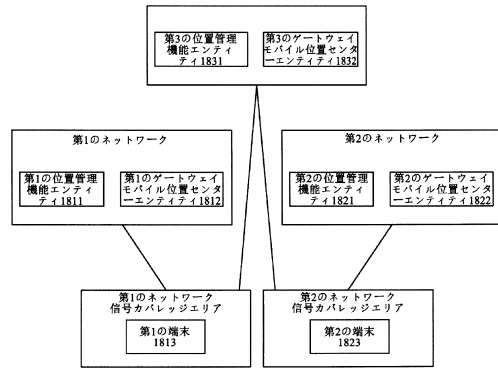 第3の位置管理
機能エンティ
ティ1831
第3のゲートウェイ
モバイル位置センタ
ーエンティティ1832
第1のネットワーク
第1の位置管理
機能エンティ
ティ1811
第1のゲートウェイ
モバイル位置センタ
ーエンティティ1812
第2のネットワーク
第2の位置管理
機能エンティ
ティ1821
第2のゲートウェイ
モバイル位置センタ
ーエンティティ1822
第1のネットワーク
信号カバレッジエリア
第1の端末
1813
第2のネットワーク
信号カバレッジエリア
第2の端末
1823